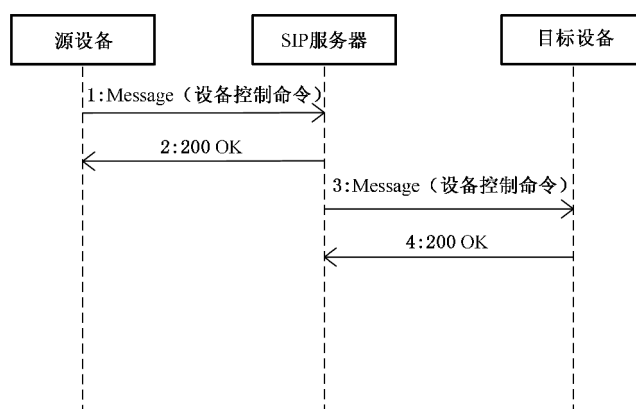 源设备
SIP服务器
目标设备
1:Message（设备控制命令）
2:200 OK
3:Message（设备控制命令）
4:200 OK